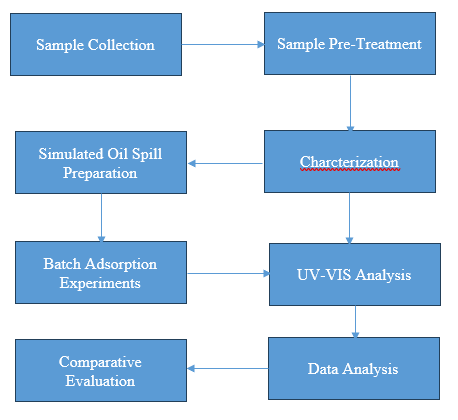 Sample Collection
Sample Pre-Treatment
Simulated Oil Spill
Preparation
Charcterization
Batch Adsorption
Experiments
UV-VIS Analysis
Comparative
Evaluation
Data Analysis